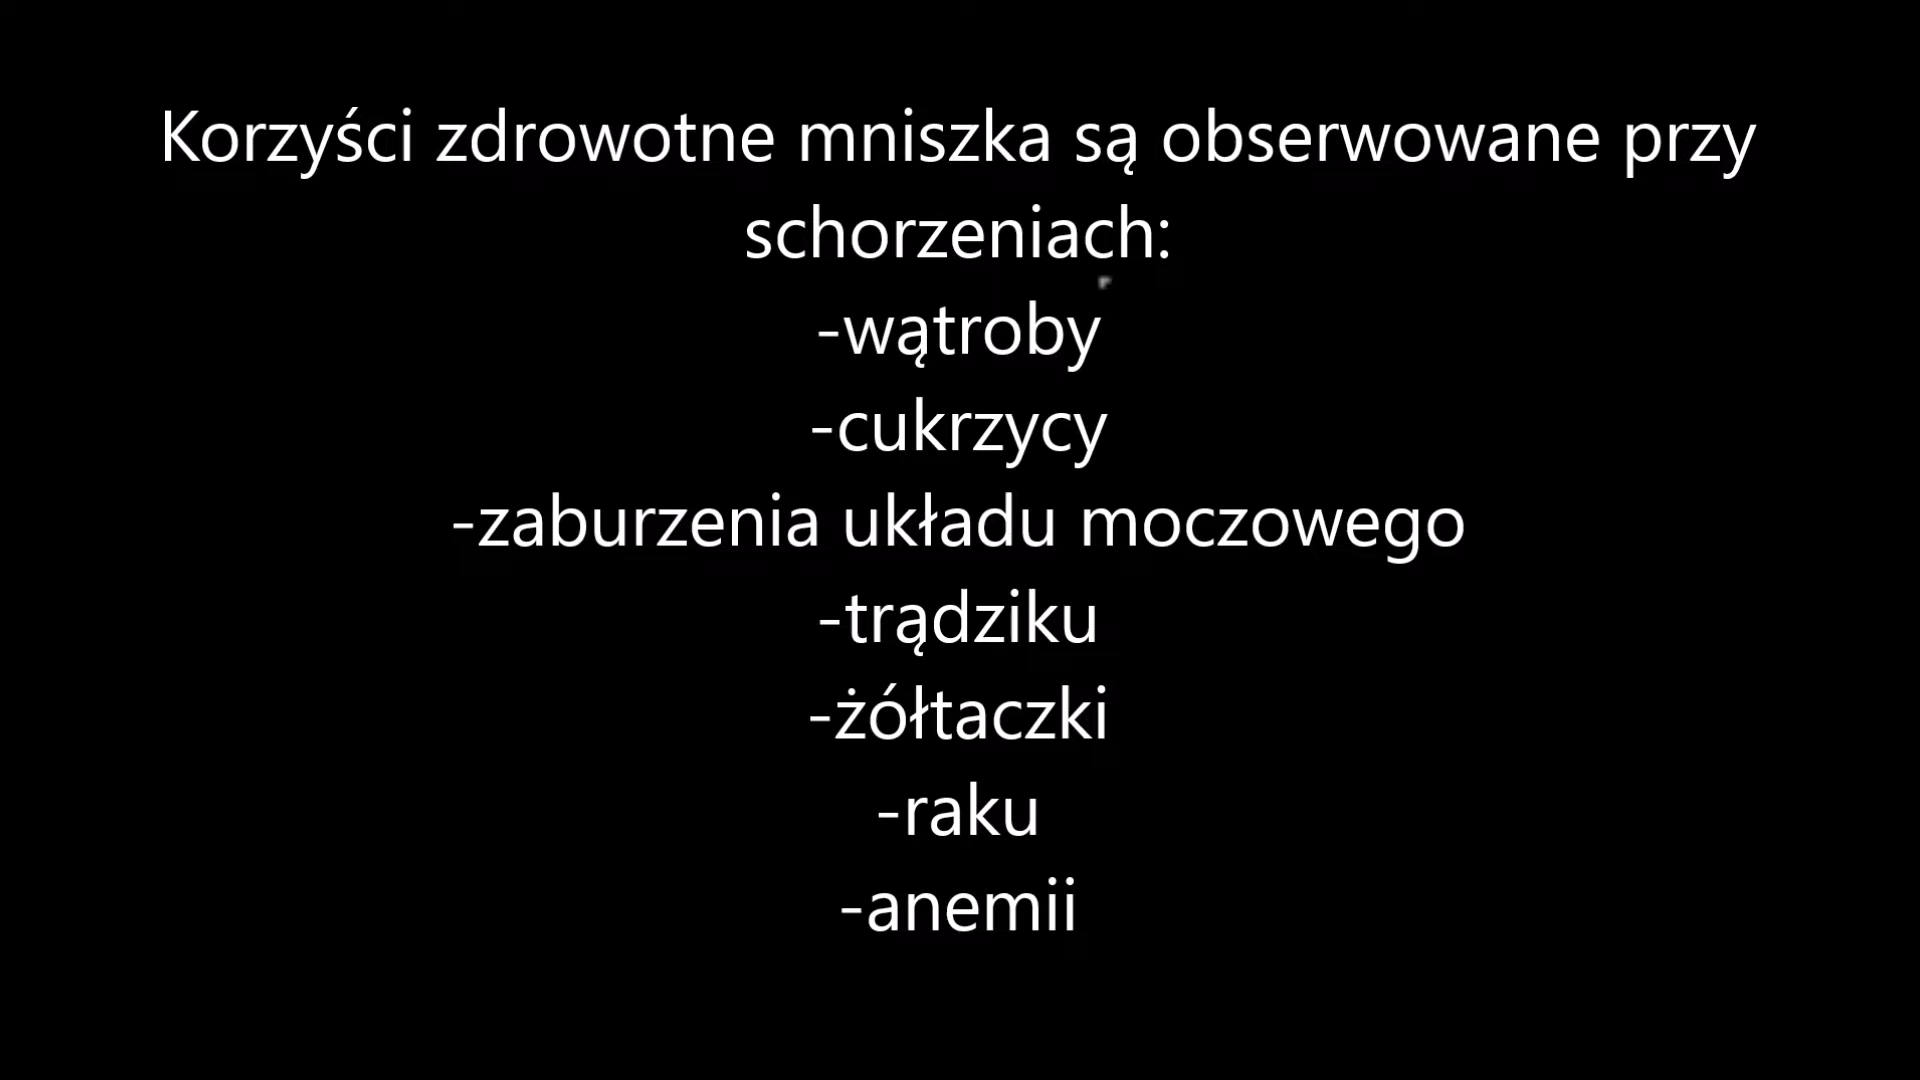 Korzyści zdrowotne mniszka są obserwowane przy
schorzeniach:
-wątroby
-cukrzycy
-zaburzenia układu moczowego
-trądziku
-żółtaczki
-raku
-anemii